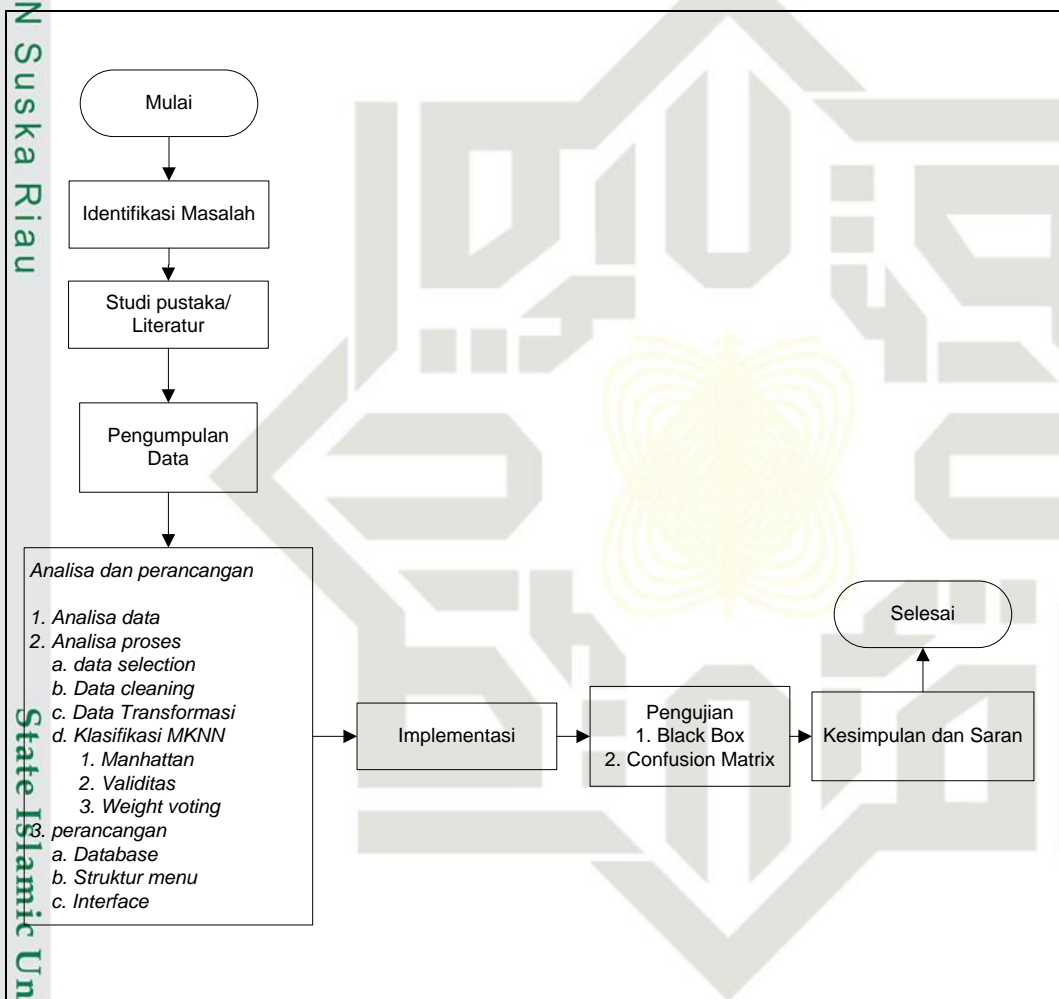 N Suska Riau
State Islamic Un
Mulai
Identifikasi Masalah
Studi pustaka/
Literatur
Pengumpulan
Data
Analisa dan perancangan
1. Analisa data
2. Analisa proses
a. data selection
b. Data cleaning
c. Data Transformasi
d. Klasifikasi MKNN
1. Manhattan
2. Validitas
3. Weight voting
3. perancangan
a. Database
b. Struktur menu
c. Interface
Implementasi
Pengujian
1. Black Box
2. Confusion Matrix
Kesimpulan dan Saran
Selesai